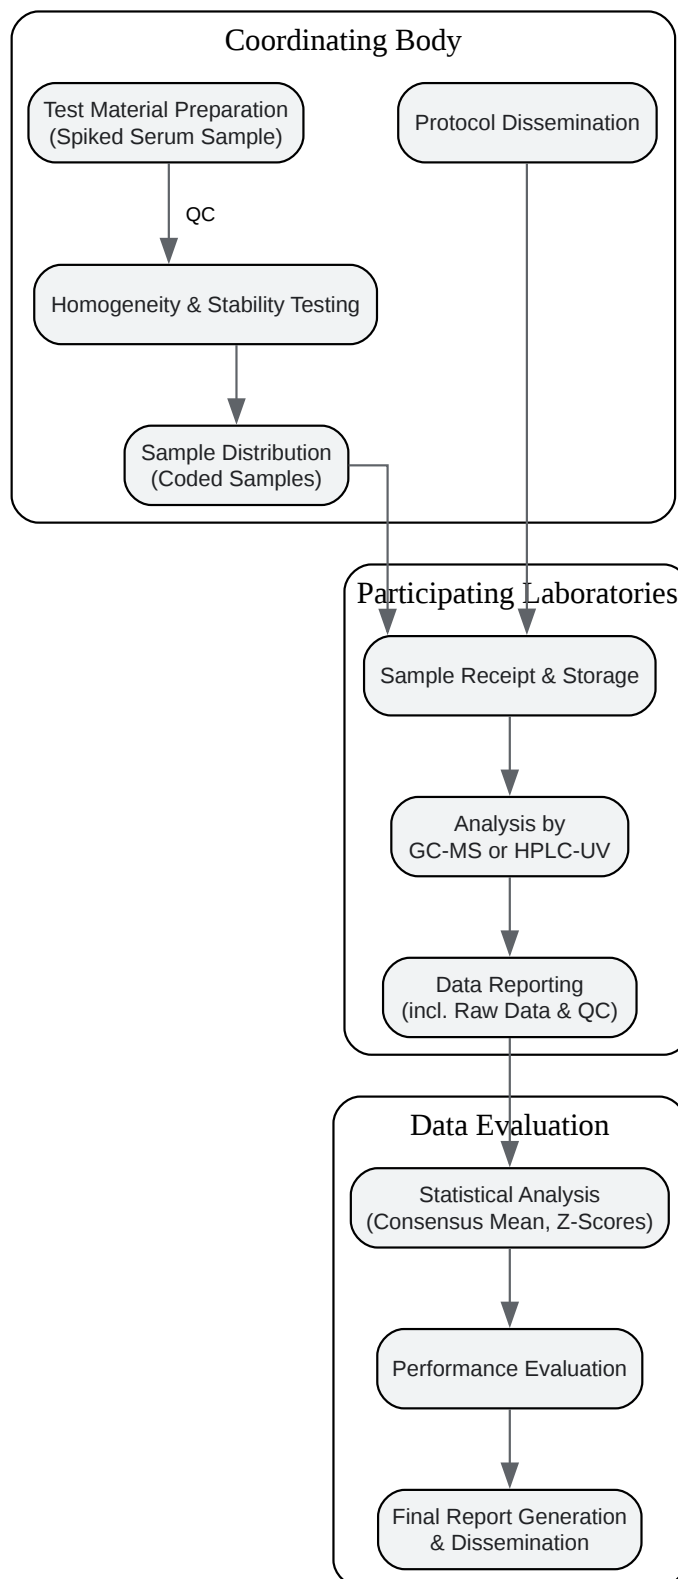 Coordinating Body
Test Material Preparation
(Spiked Serum Sample)
Protocol Dissemination
QC
Homogeneity & Stability Testing
Sample Distribution
(Coded Samples)
Participating Laboratories
Sample Receipt & Storage
Analysis by
GC-MS or HPLC-UV
Data Reporting
(incl. Raw Data & QC)
Data Evaluation
Statistical Analysis
(Consensus Mean, Z-Scores)
Performance Evaluation
Final Report Generation
& Dissemination